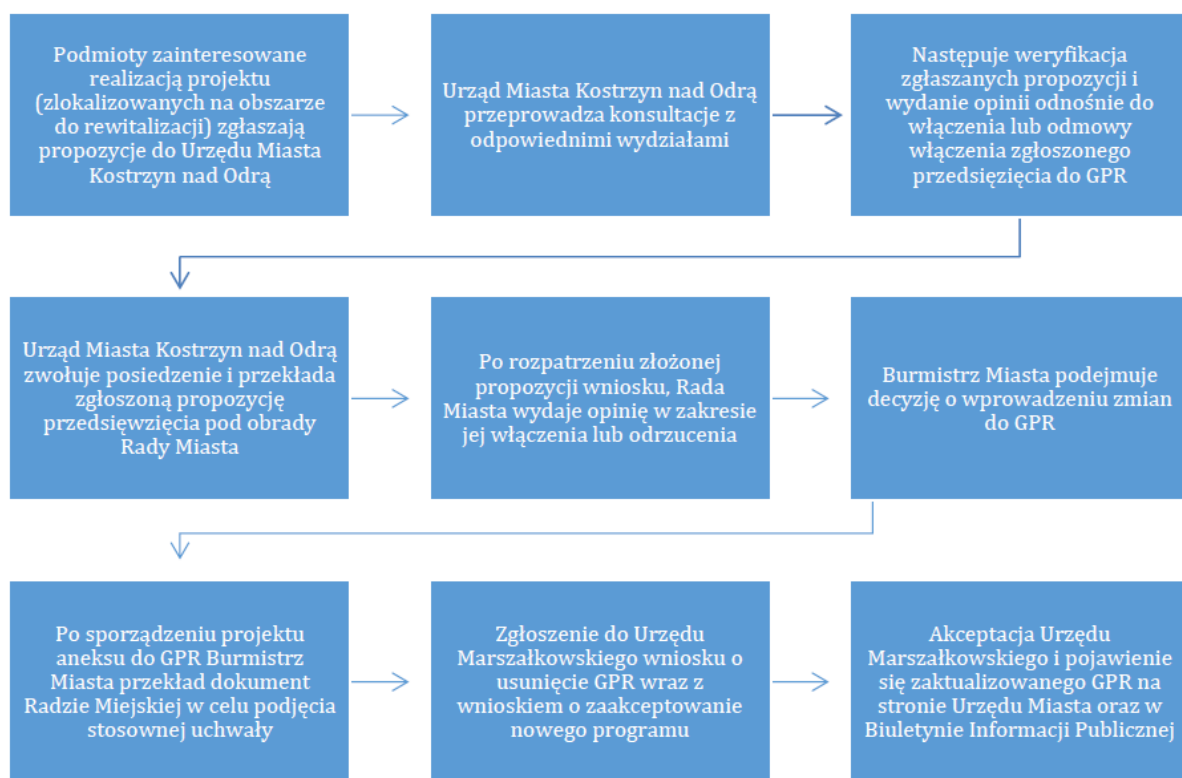 Podmioty zainteresowane
realizacją projektu
(zlokalizowanych na obszarze
do rewitalizacji) zgłaszają
propozycje do Urzędu Miasta
Kostrzyn nad Odrą
Urząd Miasta Kostrzyn nad Odrą
przeprowadza konsultacje z
odpowiednimi wydziałami
Następuje weryfikacja
zgłaszanych propozycji i
wydanie opinii odnośnie do
włączenia lub odmowy
włączenia zgłoszonego
przedsięzięcia do GPR
Urząd Miasta Kostrzyn nad Odrą
zwołuje posiedzenie i przekłada
zgłoszoną propozycję
przedsięwzięcia pod obrady
Rady Miasta
Po rozpatrzeniu złożonej
propozycji wniosku, Rada
Miasta wydaje opinię w zakresie
jej włączenia lub odrzucenia
Burmistrz Miasta podejmuje
decyzję o wprowadzeniu zmian
do GPR
Po sporządzeniu projektu
aneksu do GPR Burmistrz
Miasta przekład dokument
Radzie Miejskiej w celu podjęcia
stosownej uchwały
Zgłoszenie do Urzędu
Marszałkowskiego wniosku o
usunięcie GPR wraz z
wnioskiem o zaakceptowanie
nowego programu
Akceptacja Urzędu
Marszałkowskiego i pojawienie
się zaktualizowanego GPR na
stronie Urzędu Miasta oraz w
Biuletynie Informacji Publicznej